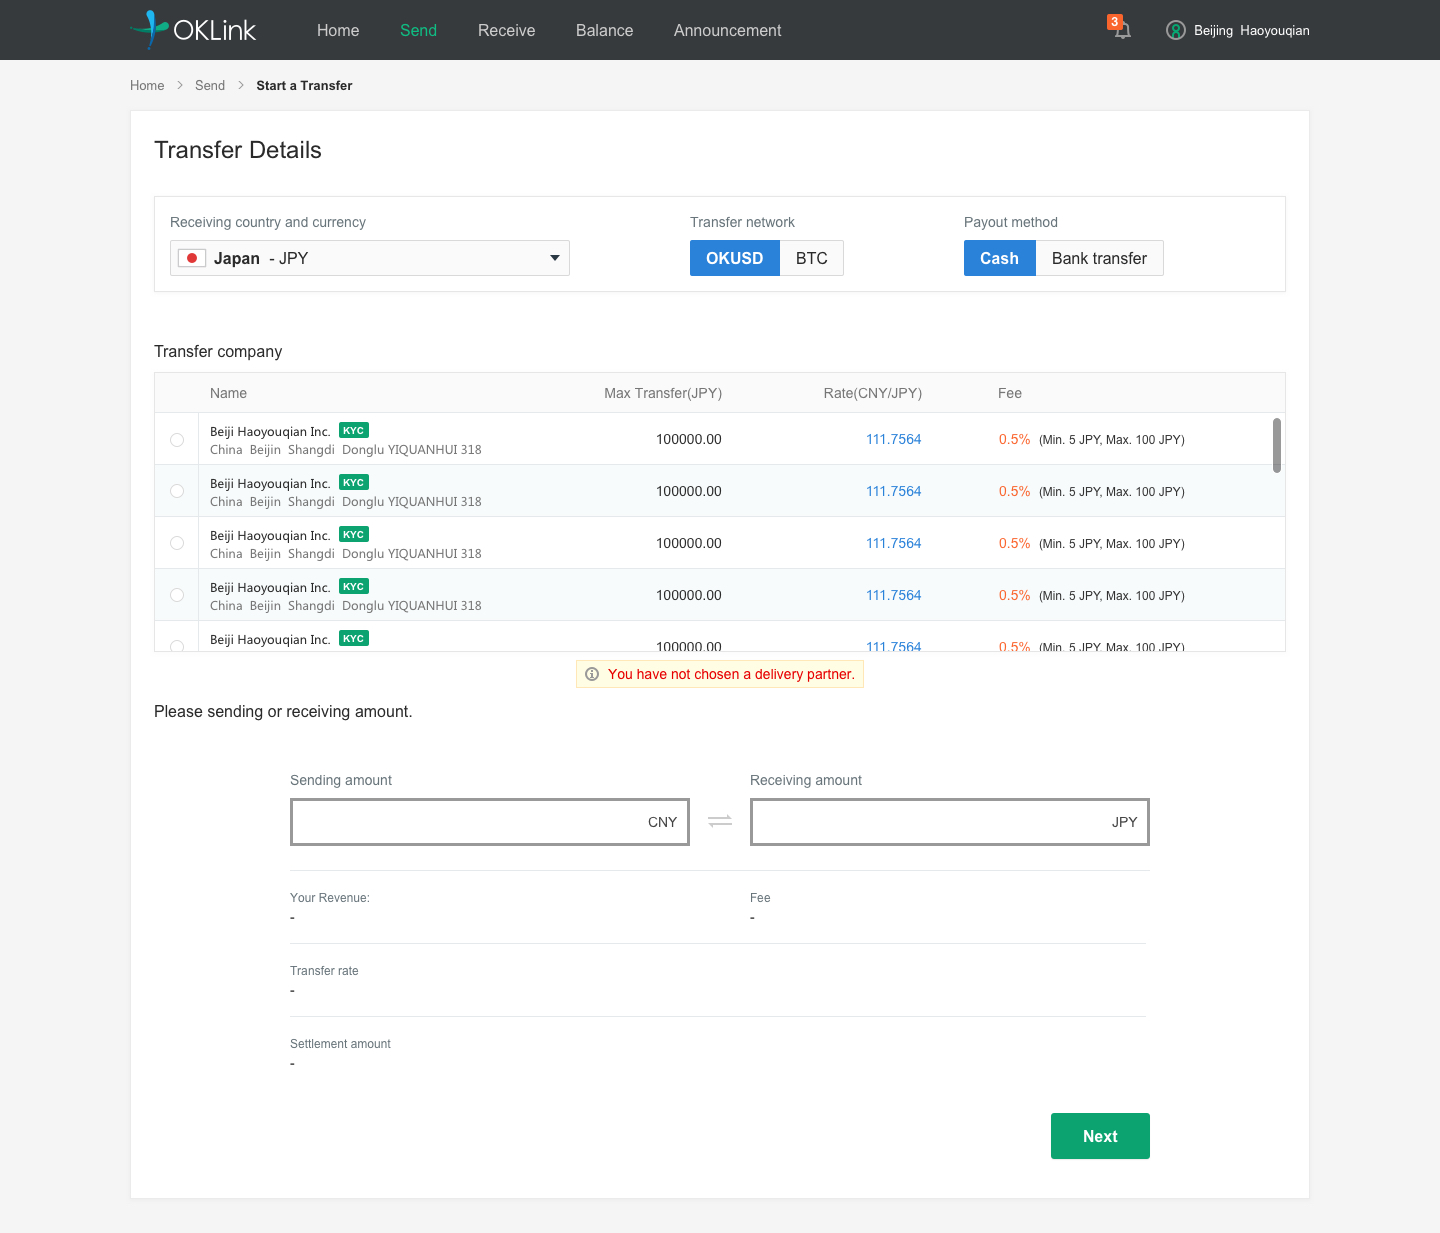 OKLink Home Send Receive Balance Announcement 3 Beijing Haoyouqian
Home > Send > Start a Transfer
Transfer Details
Receiving country and currency Transfer network Payout method
Japan - JPY OKUSD BTC Cash Bank transfer
Transfer company
Name Max Transfer(JPY) Rate(CNY/JPY) Fee
Beiji Haoyouqian Inc. KYC
China Beijin Shangdi Donglu YIQUANHUI 318
100000.00 111.7564 0.5% (Min. 5 JPY, Max. 100 JPY)
Beiji Haoyouqian Inc. KYC
China Beijin Shangdi Donglu YIQUANHUI 318
100000.00 111.7564 0.5% (Min. 5 JPY, Max. 100 JPY)
Beiji Haoyouqian Inc. KYC
China Beijin Shangdi Donglu YIQUANHUI 318
100000.00 111.7564 0.5% (Min. 5 JPY, Max. 100 JPY)
Beiji Haoyouqian Inc. KYC
China Beijin Shangdi Donglu YIQUANHUI 318
100000.00 111.7564 0.5% (Min. 5 JPY, Max. 100 JPY)
Beiji Haoyouqian Inc. KYC
100000.00 111.7564 0.5% (Min. 5 JPY, Max. 100 JPY)
You have not chosen a delivery partner.
Please sending or receiving amount.
Sending amount Receiving amount
CNY JPY
Your Revenue: Fee
- -
Transfer rate
-
Settlement amount
-
Next